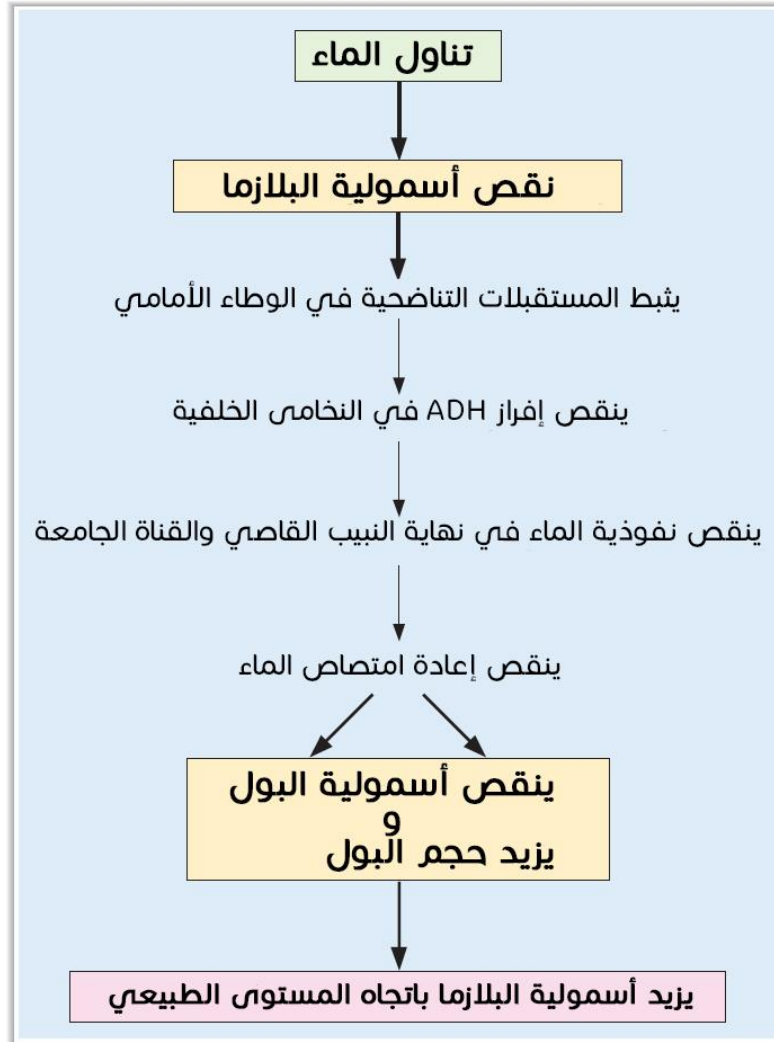 تناول الماء
نقص أسمولية البلازما
يثبط المستقبلات التناضحية في الوطاء الأمامي
ينقص إفراز ADH في النخامى الخلفية
ينقص نفوذية الماء في نهاية النبيب القاصي والقناة الجامعة
ينقص إعادة امتصاص الماء
ينقص أسمولية البول
و
يزيد حجم البول
يزيد أسمولية البلازما باتجاه المستوى الطبيعي